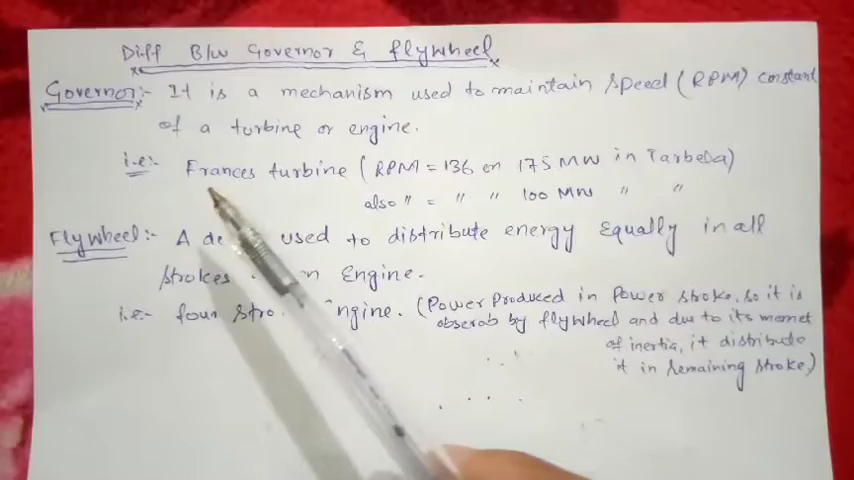 Diff B/w Governor & flywheel
Governor:- It is a mechanism used to maintain speed (RPM) constant
of a turbine or engine.
i.e:- Frances turbine (RPM = 136 on 175 MW in Tarbela)
also " = " " 100 MW " "
Flywheel:- A used to distribute energy Equally in all
strokes Engine.
i.e:- four (Power Produced in Power stroke, so it is
obserob by flywheel and due to its momet
of inertia, it distribute
it in remaining stroke)